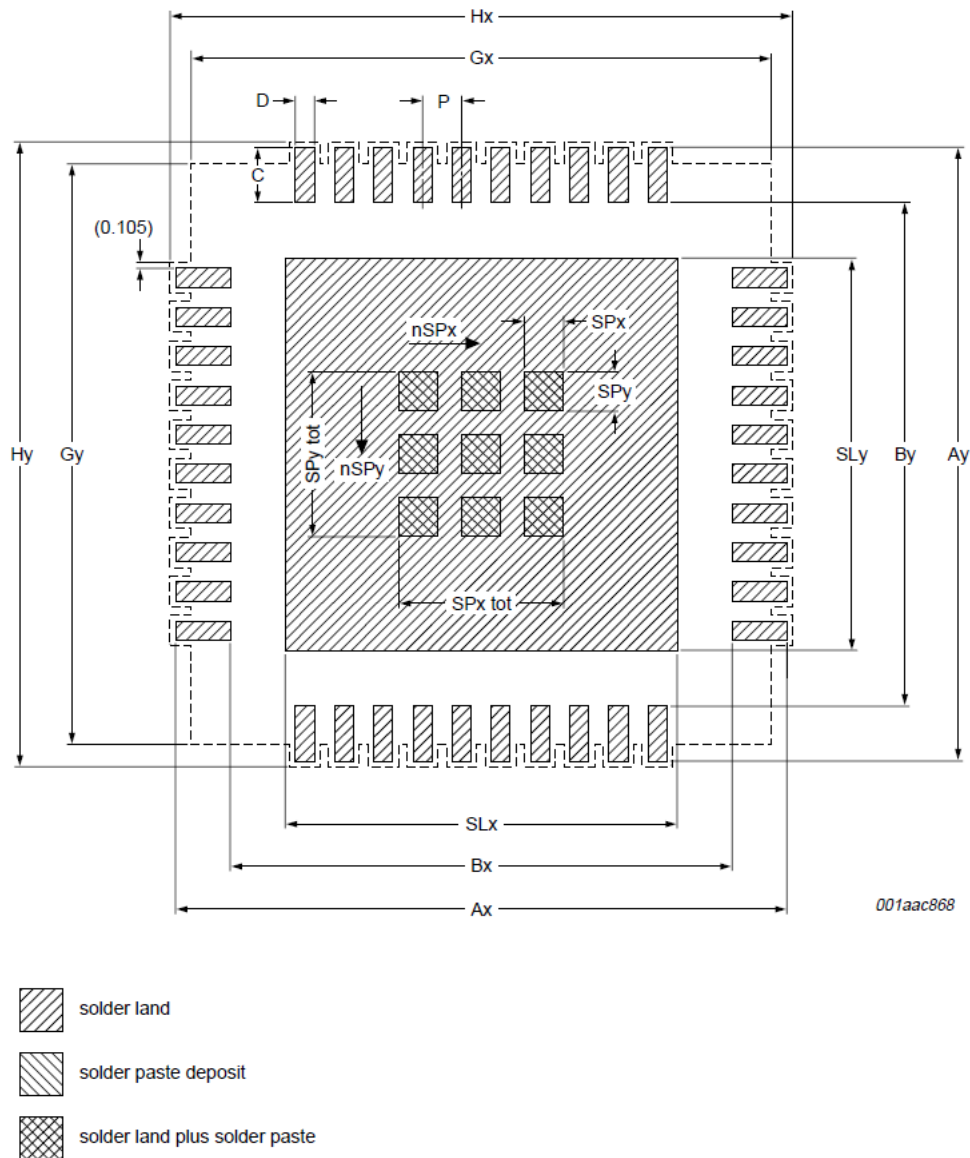 Hx
Gx
D
P
C
(0.105)
nSPx
SPx
SPy
SPy tot
nSPy
Hy
Gy
SLy
By
Ay
SPx tot
SLx
Bx
Ax
001aac868
solder land
solder paste deposit
solder land plus solder paste